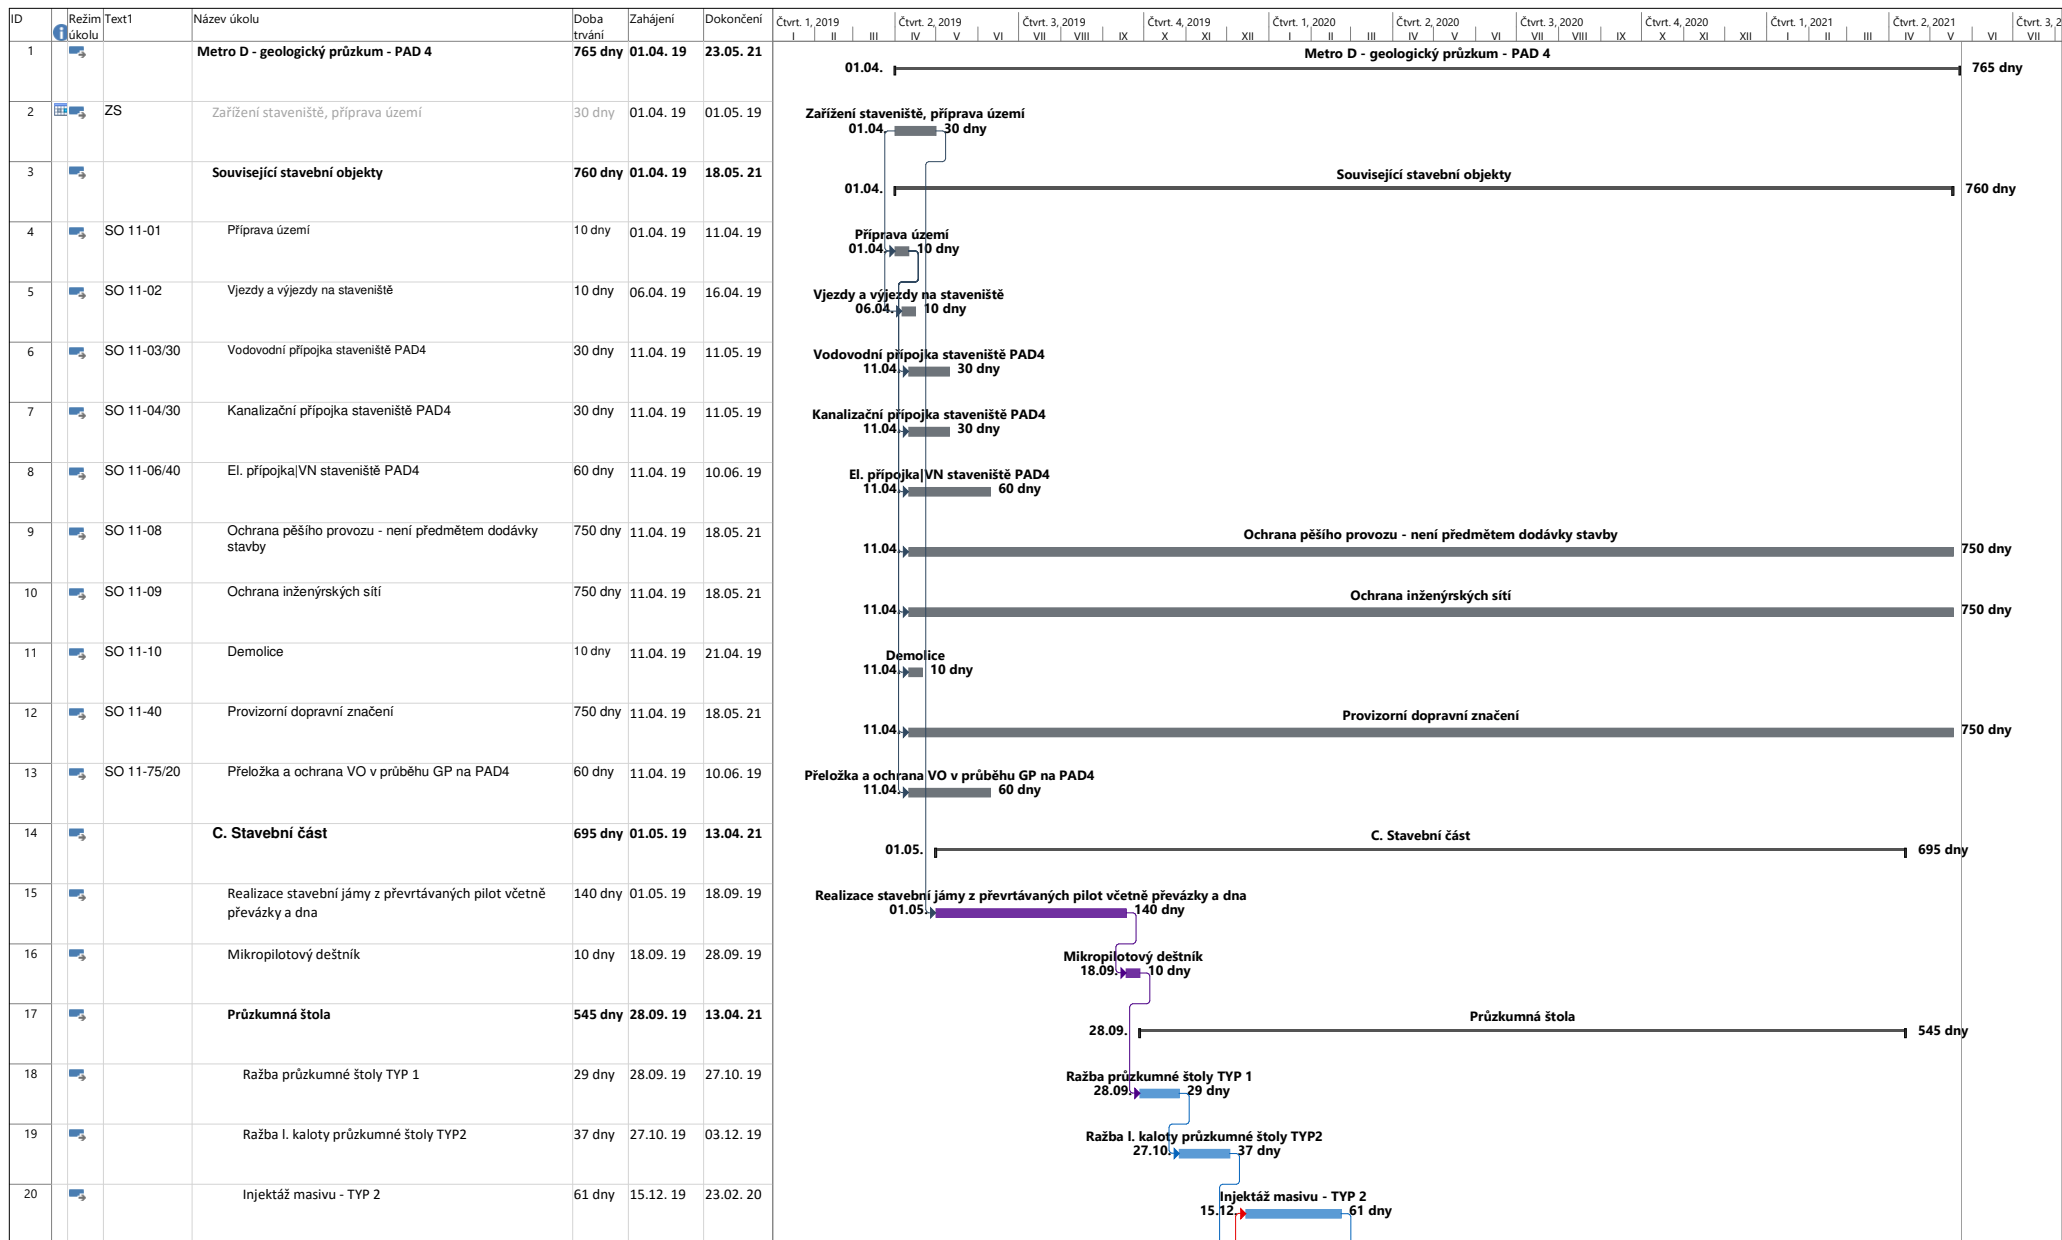 ID Režim úkolu Text1 Název úkolu Doba trvání Zahájení Dokončení
Čtvrt. 1, 2019 Čtvrt. 2, 2019 Čtvrt. 3, 2019 Čtvrt. 4, 2019 Čtvrt. 1, 2020 Čtvrt. 2, 2020 Čtvrt. 3, 2020 Čtvrt. 4, 2020 Čtvrt. 1, 2021 Čtvrt. 2, 2021 Čtvrt. 3, 2
I II III IV V VI VII VIII IX X XI XII I II III IV V VI VII VIII IX X XI XII I II III IV V VI VII
1 Metro D - geologický průzkum - PAD 4 765 dny 01.04. 19 23.05. 21
Metro D - geologický průzkum - PAD 4
01.04. 765 dny
2 ZS Zařížení staveniště, příprava území 30 dny 01.04. 19 01.05. 19
Zařížení staveniště, příprava území
01.04. 30 dny
3 Související stavební objekty 760 dny 01.04. 19 18.05. 21
Související stavební objekty
01.04. 760 dny
4 SO 11-01 Příprava území 10 dny 01.04. 19 11.04. 19
Příprava území
01.04. 10 dny
5 SO 11-02 Vjezdy a výjezdy na staveniště 10 dny 06.04. 19 16.04. 19
Vjezdy a výjezdy na staveniště
06.04. 10 dny
6 SO 11-03/30 Vodovodní přípojka staveniště PAD4 30 dny 11.04. 19 11.05. 19
Vodovodní přípojka staveniště PAD4
11.04. 30 dny
7 SO 11-04/30 Kanalizační přípojka staveniště PAD4 30 dny 11.04. 19 11.05. 19
Kanalizační přípojka staveniště PAD4
11.04. 30 dny
8 SO 11-06/40 El. přípojka|VN staveniště PAD4 60 dny 11.04. 19 10.06. 19
El. přípojka|VN staveniště PAD4
11.04. 60 dny
9 SO 11-08 Ochrana pěšího provozu - není předmětem dodávky stavby 750 dny 11.04. 19 18.05. 21
Ochrana pěšího provozu - není předmětem dodávky stavby
11.04. 750 dny
10 SO 11-09 Ochrana inženýrských sítí 750 dny 11.04. 19 18.05. 21
Ochrana inženýrských sítí
11.04. 750 dny
11 SO 11-10 Demolice 10 dny 11.04. 19 21.04. 19
Demolice
11.04. 10 dny
12 SO 11-40 Provizorní dopravní značení 750 dny 11.04. 19 18.05. 21
Provizorní dopravní značení
11.04. 750 dny
13 SO 11-75/20 Přeložka a ochrana VO v průběhu GP na PAD4 60 dny 11.04. 19 10.06. 19
Přeložka a ochrana VO v průběhu GP na PAD4
11.04. 60 dny
14 C. Stavební část 695 dny 01.05. 19 13.04. 21
C. Stavební část
01.05. 695 dny
15 Realizace stavební jámy z převrtávaných pilot včetně převázky a dna 140 dny 01.05. 19 18.09. 19
Realizace stavební jámy z převrtávaných pilot včetně převázky a dna
01.05. 140 dny
16 Mikropilotový deštník 10 dny 18.09. 19 28.09. 19
Mikropilotový deštník
18.09. 10 dny
17 Průzkumná štola 545 dny 28.09. 19 13.04. 21
Průzkumná štola
28.09. 545 dny
18 Ražba průzkumné štoly TYP 1 29 dny 28.09. 19 27.10. 19
Ražba průzkumné štoly TYP 1
28.09. 29 dny
19 Ražba I. kaloty průzkumné štoly TYP2 37 dny 27.10. 19 03.12. 19
Ražba I. kaloty průzkumné štoly TYP2
27.10. 37 dny
20 Injektáž masivu - TYP 2 61 dny 15.12. 19 23.02. 20
Injektáž masivu - TYP 2
15.12. 61 dny